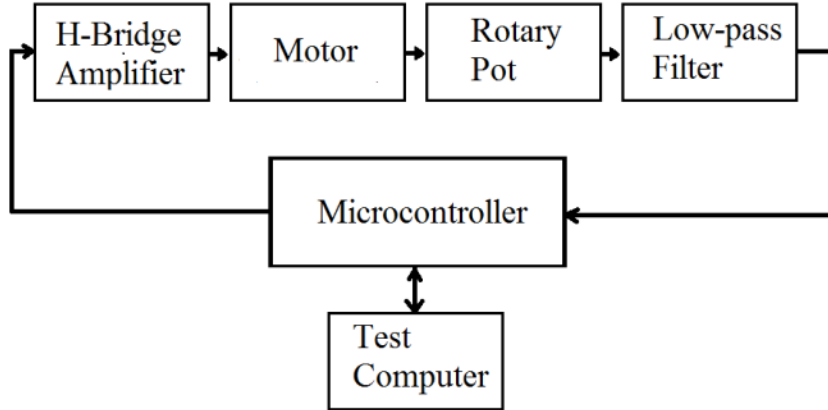 H-Bridge
Amplifier
Motor
Rotary
Pot
Low-pass
Filter
Microcontroller
Test
Computer